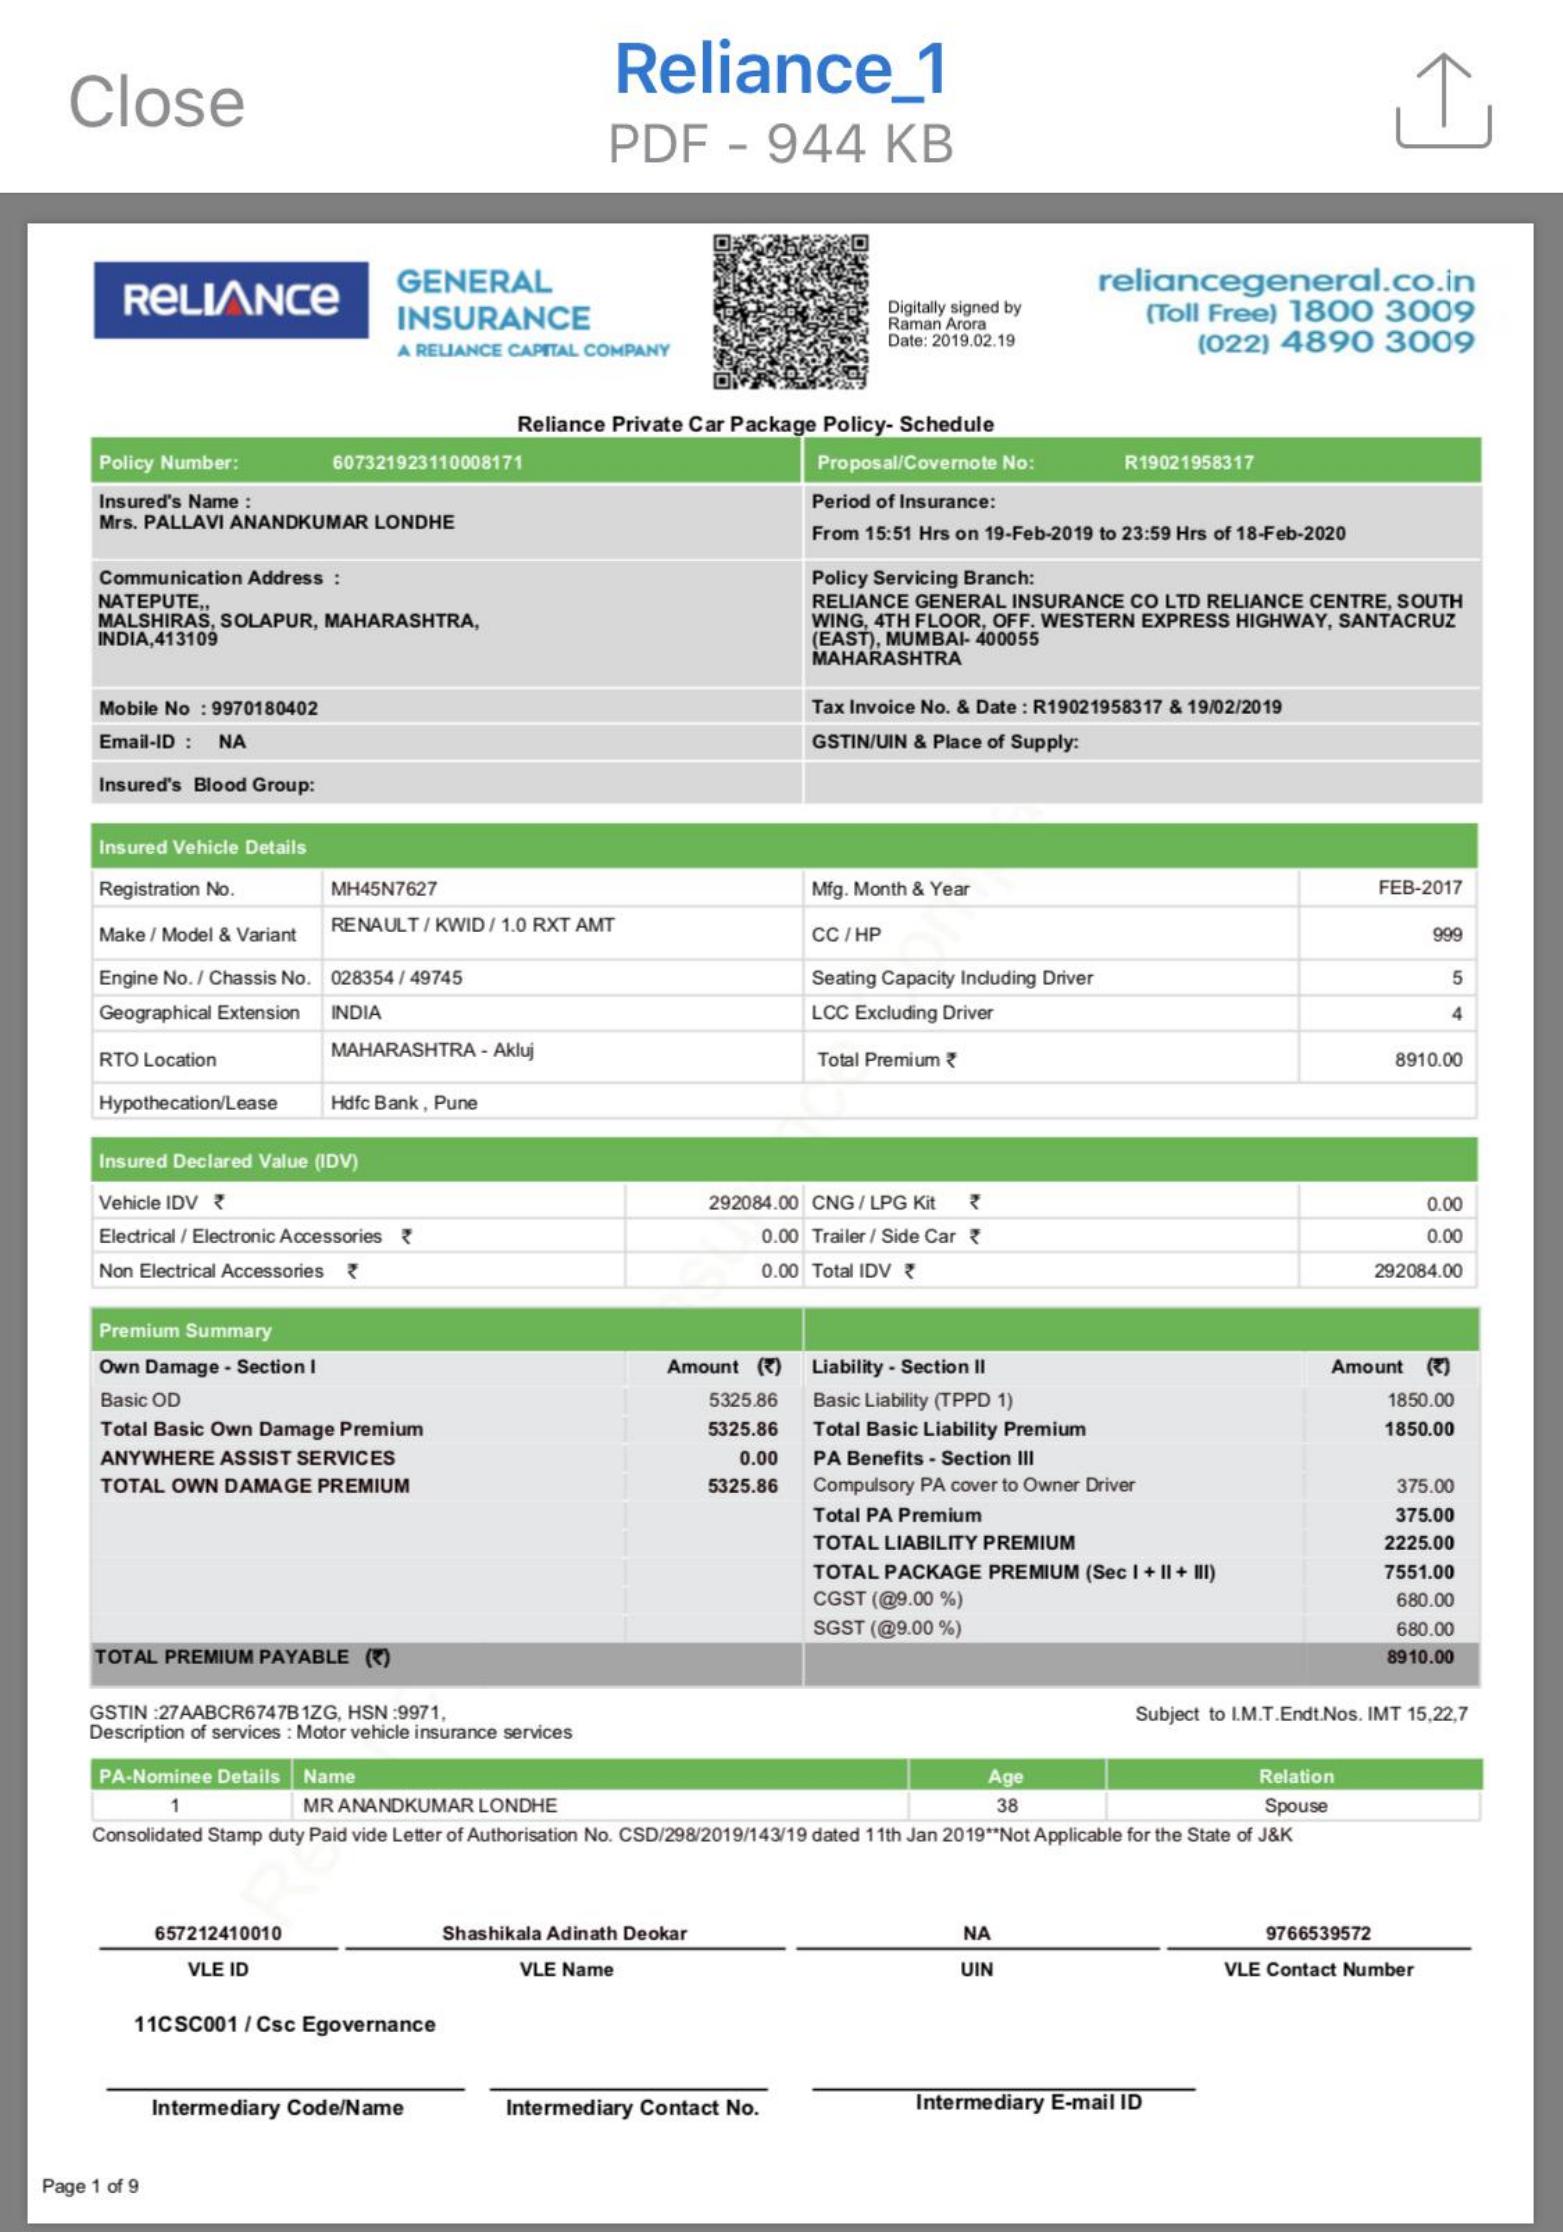 Close
Reliance_1
PDF - 944 KB
RELIANCE
GENERAL
INSURANCE
A RELIANCE CAPITAL COMPANY
Digitally signed by
Raman Arora
Date: 2019.02.19
reliancegeneral.co.in
(Toll Free) 1800 3009
(022) 4890 3009
Reliance Private Car Package Policy- Schedule
Policy Number: 607321923110008171 Proposal/Covernote No: R19021958317
Insured's Name :
Mrs. PALLAVI ANANDKUMAR LONDHE
Period of Insurance:
From 15:51 Hrs on 19-Feb-2019 to 23:59 Hrs of 18-Feb-2020
Communication Address :
NATEPUTE,,
MALSHIRAS, SOLAPUR, MAHARASHTRA,
INDIA,413109
Policy Servicing Branch:
RELIANCE GENERAL INSURANCE CO LTD RELIANCE CENTRE, SOUTH
WING, 4TH FLOOR, OFF. WESTERN EXPRESS HIGHWAY, SANTACRUZ
(EAST), MUMBAI- 400055
MAHARASHTRA
Mobile No : 9970180402 Tax Invoice No. & Date : R19021958317 & 19/02/2019
Email-ID : NA GSTIN/UIN & Place of Supply:
Insured's Blood Group:
Insured Vehicle Details
Registration No. MH45N7627 Mfg. Month & Year FEB-2017
Make / Model & Variant RENAULT / KWID / 1.0 RXT AMT CC / HP 999
Engine No. / Chassis No. 028354 / 49745 Seating Capacity Including Driver 5
Geographical Extension INDIA LCC Excluding Driver 4
RTO Location MAHARASHTRA - Akluj Total Premium ₹ 8910.00
Hypothecation/Lease Hdfc Bank , Pune
Insured Declared Value (IDV)
Vehicle IDV ₹ 292084.00 CNG / LPG Kit ₹ 0.00
Electrical / Electronic Accessories ₹ 0.00 Trailer / Side Car ₹ 0.00
Non Electrical Accessories ₹ 0.00 Total IDV ₹ 292084.00
Premium Summary
Own Damage - Section I Amount (₹) Liability - Section II Amount (₹)
Basic OD 5325.86 Basic Liability (TPPD 1) 1850.00
Total Basic Own Damage Premium 5325.86 Total Basic Liability Premium 1850.00
ANYWHERE ASSIST SERVICES 0.00 PA Benefits - Section III
TOTAL OWN DAMAGE PREMIUM 5325.86 Compulsory PA cover to Owner Driver 375.00
Total PA Premium 375.00
TOTAL LIABILITY PREMIUM 2225.00
TOTAL PACKAGE PREMIUM (Sec I + II + III) 7551.00
CGST (@9.00 %) 680.00
SGST (@9.00 %) 680.00
TOTAL PREMIUM PAYABLE (₹) 8910.00
GSTIN :27AABCR6747B1ZG, HSN :9971,
Description of services : Motor vehicle insurance services
Subject to I.M.T.Endt.Nos. IMT 15,22,7
PA-Nominee Details Name Age Relation
1 MR ANANDKUMAR LONDHE 38 Spouse
Consolidated Stamp duty Paid vide Letter of Authorisation No. CSD/298/2019/143/19 dated 11th Jan 2019**Not Applicable for the State of J&K
657212410010 Shashikala Adinath Deokar NA 9766539572
VLE ID VLE Name UIN VLE Contact Number
11CSC001 / Csc Egovernance
Intermediary Code/Name Intermediary Contact No. Intermediary E-mail ID
Page 1 of 9